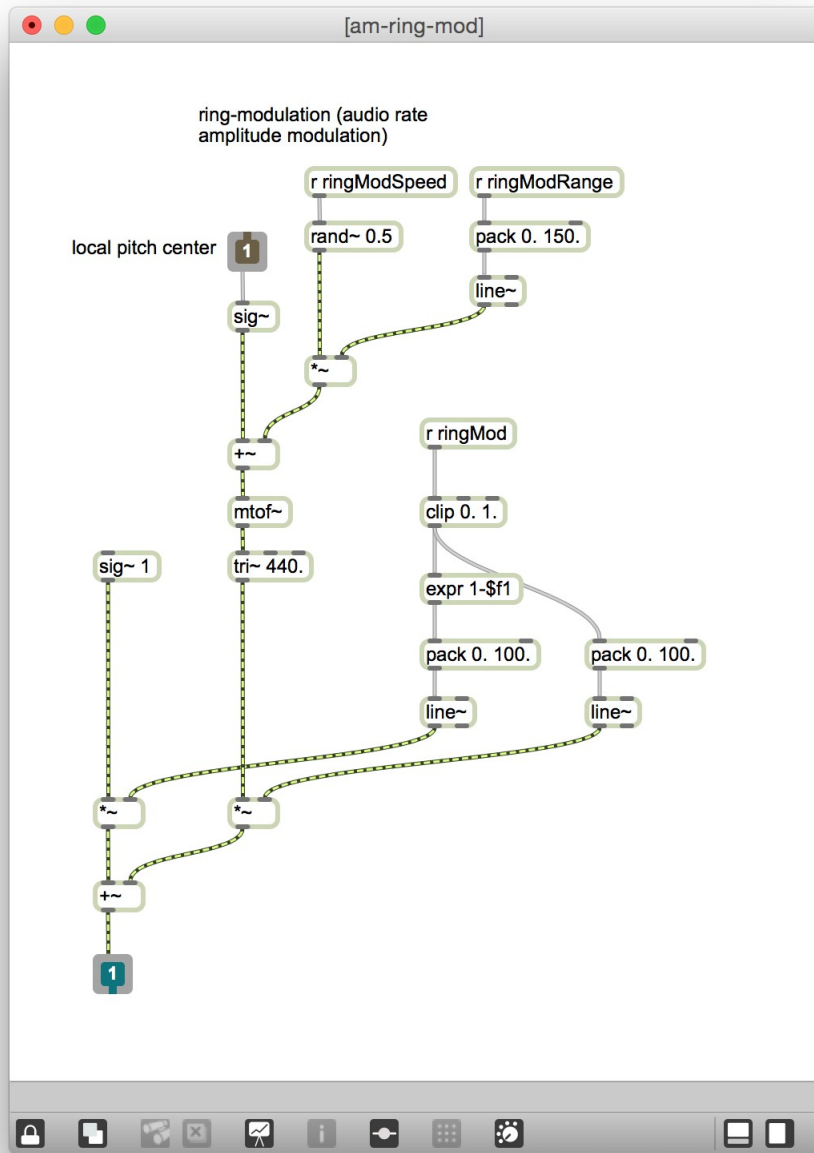 [am-ring-mod]
ring-modulation (audio rate
amplitude modulation)
r ringModSpeed
r ringModRange
local pitch center
1
rand~ 0.5
pack 0. 150.
line~
sig~
*~
r ringMod
+~
mtof~
clip 0. 1.
sig~ 1
tri~ 440.
expr 1-$f1
pack 0. 100.
pack 0. 100.
line~
line~
*~
*~
+~
1